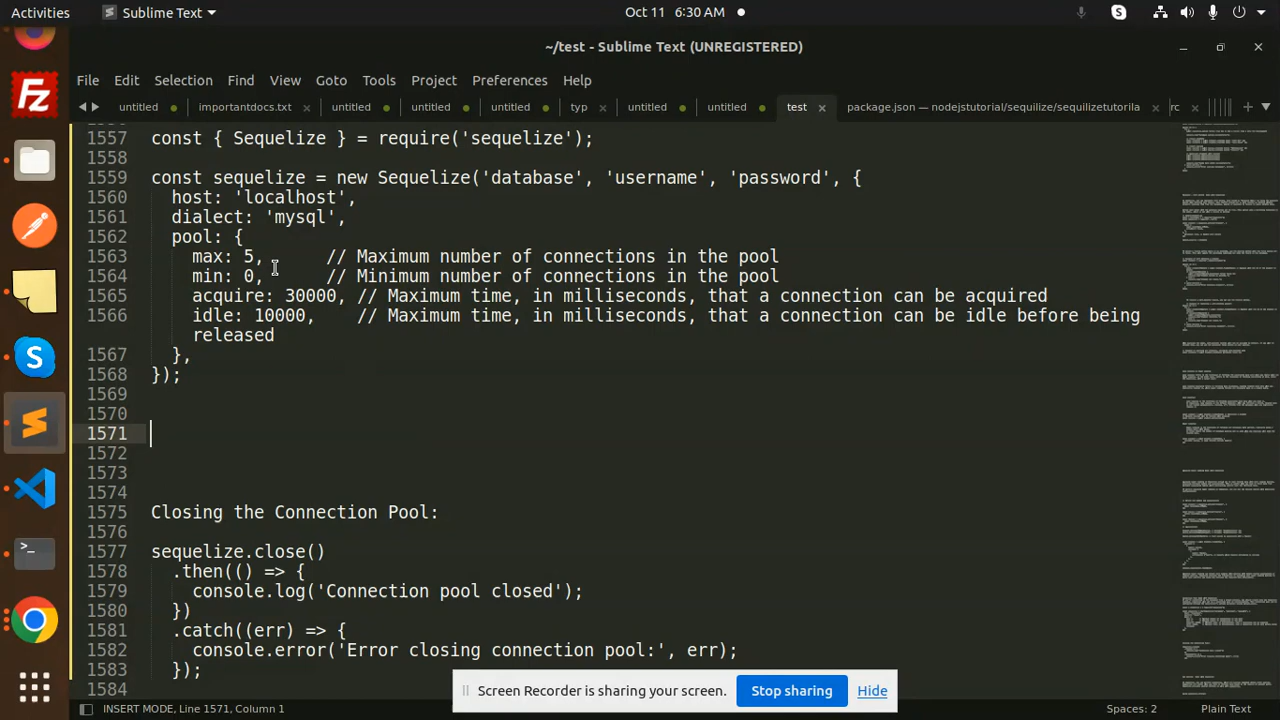 Activities
Sublime Text
Oct 11 6:30 AM
~/test - Sublime Text (UNREGISTERED)
File Edit Selection Find View Goto Tools Project Preferences Help
untitled importantdocs.txt untitled untitled untitled typ untitled untitled test package.json — nodejstutorial/sequilize/sequilizetutorila rc
1557 const { Sequelize } = require('sequelize');
1558
1559 const sequelize = new Sequelize('database', 'username', 'password', {
1560 host: 'localhost',
1561 dialect: 'mysql',
1562 pool: {
1563 max: 5, // Maximum number of connections in the pool
1564 min: 0, // Minimum number of connections in the pool
1565 acquire: 30000, // Maximum time, in milliseconds, that a connection can be acquired
1566 idle: 10000, // Maximum time, in milliseconds, that a connection can be idle before being
released
1567 },
1568 });
1569
1570
1571
1572
1573
1574
1575 Closing the Connection Pool:
1576
1577 sequelize.close()
1578 .then(() => {
1579 console.log('Connection pool closed');
1580 })
1581 .catch((err) => {
1582 console.error('Error closing connection pool:', err);
1583 });
1584
Screen Recorder is sharing your screen. Stop sharing Hide
INSERT MODE, Line 1571, Column 1 Spaces: 2 Plain Text